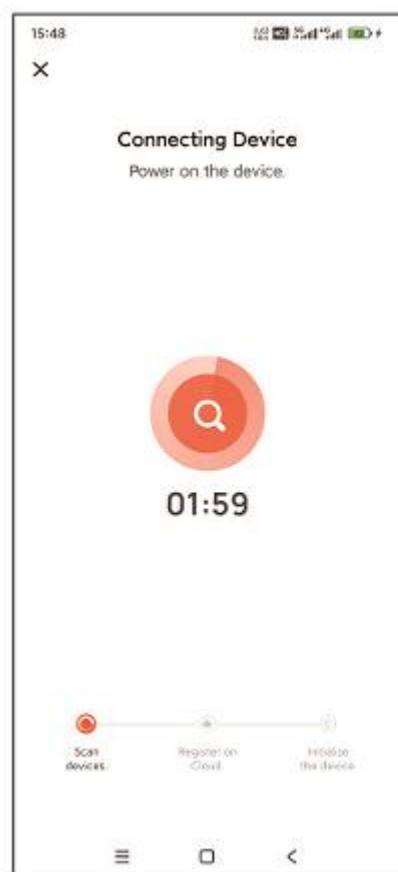 15:48
Connecting Device
Power on the device.
01:59
Scan
devices.
Register on
Cloud.
Initialize
the device